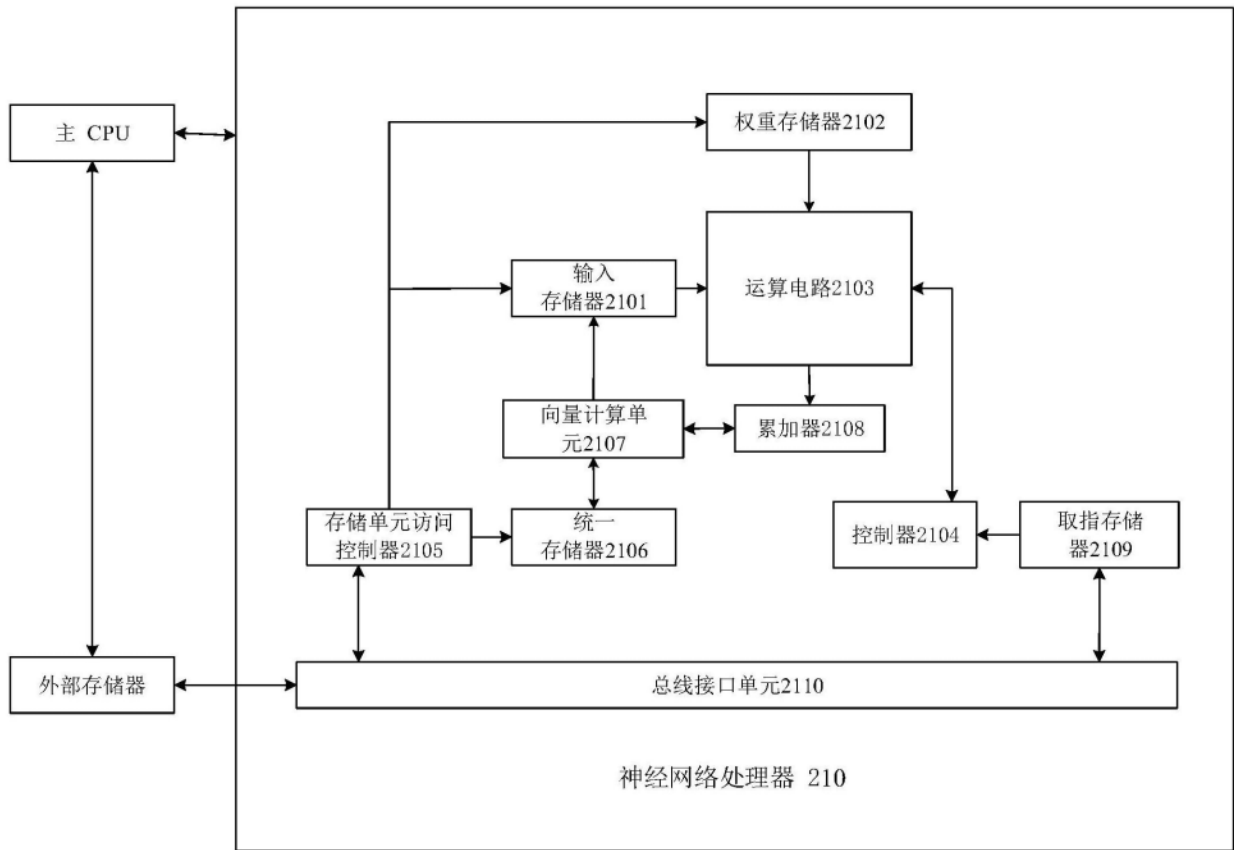 主 CPU
权重存储器2102
输入
存储器2101
运算电路2103
向量计算单
元2107
累加器2108
存储单元访问
控制器2105
统一
存储器2106
控制器2104
取指存储
器2109
外部存储器
总线接口单元2110
神经网络处理器 210